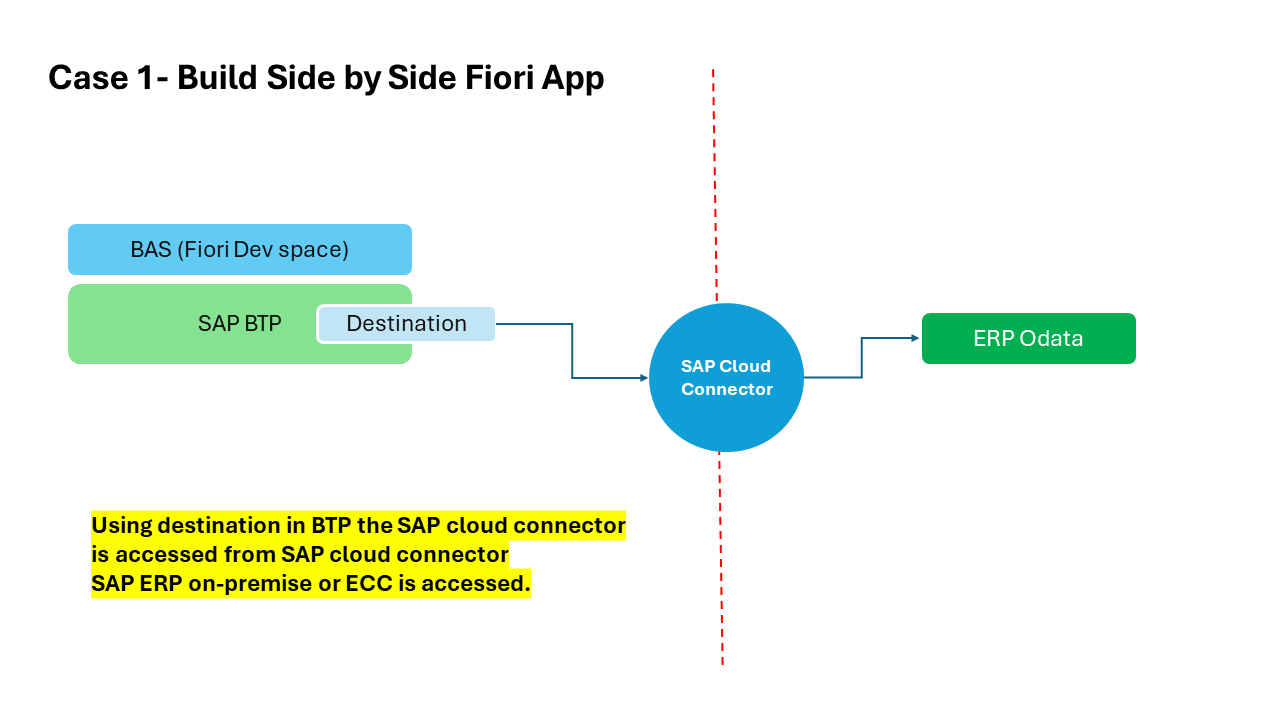 Case 1- Build Side by Side Fiori App
BAS (Fiori Dev space)
SAP BTP
Destination
SAP Cloud
Connector
ERP Odata
Using destination in BTP the SAP cloud connector
is accessed from SAP cloud connector
SAP ERP on-premise or ECC is accessed.